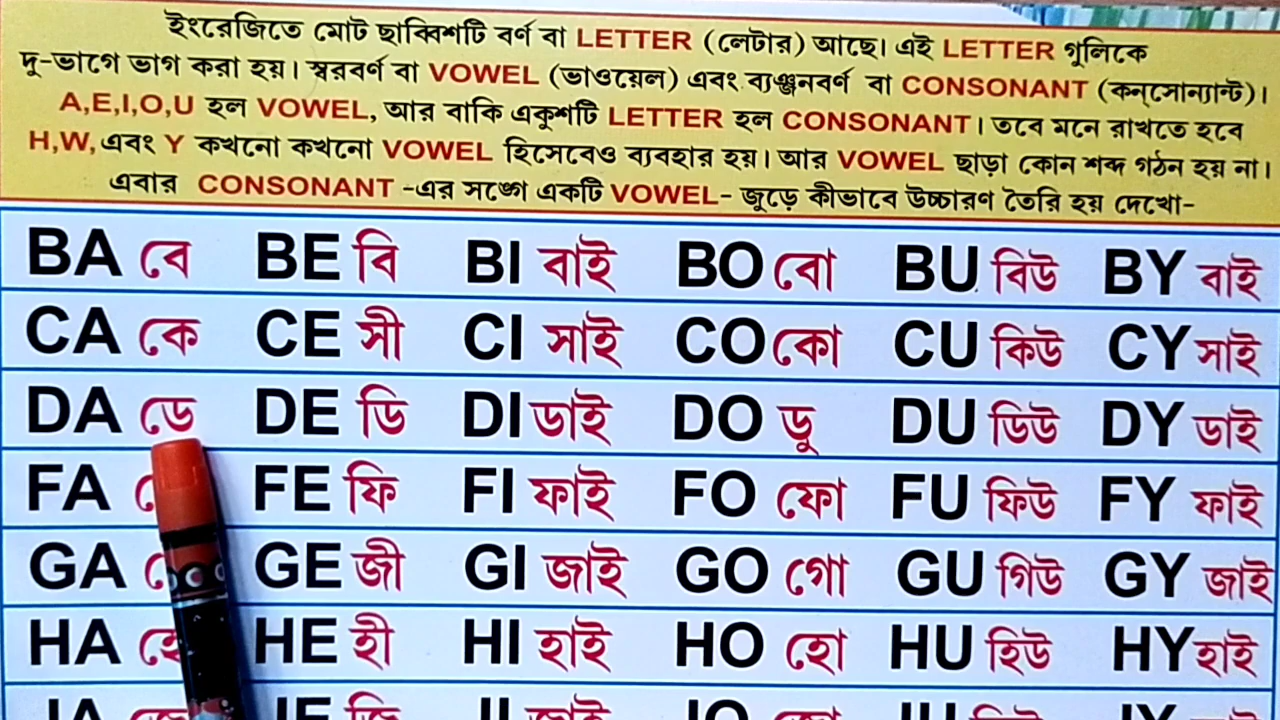 ইংরেজিতে মোট ছাব্বিশটি বর্ণ বা LETTER (লেটার) আছে। এই LETTER গুলিকে
দু-ভাগে ভাগ করা হয়। স্বরবর্ণ বা VOWEL (ভাওয়েল) এবং ব্যঞ্জনবর্ণ বা CONSONANT (কন্‌সোন্যান্ট)।
A,E,I,O,U হল VOWEL, আর বাকি একুশটি LETTER হল CONSONANT। তবে মনে রাখতে হবে
H,W, এবং Y কখনো কখনো VOWEL হিসেবেও ব্যবহার হয়। আর VOWEL ছাড়া কোন শব্দ গঠন হয় না।
এবার CONSONANT -এর সঙ্গে একটি VOWEL- জুড়ে কীভাবে উচ্চারণ তৈরি হয় দেখো-
BA বে BE বি BI বাই BO বো BU বিউ BY বাই
CA কে CE সী CI সাই CO কো CU কিউ CY সাই
DA ডে DE ডি DI ডাই DO ডু DU ডিউ DY ডাই
FA FE ফি FI ফাই FO ফো FU ফিউ FY ফাই
GA GE জী GI জাই GO গো GU গিউ GY জাই
HA হে HE হী HI হাই HO হো HU হিউ HY হাই